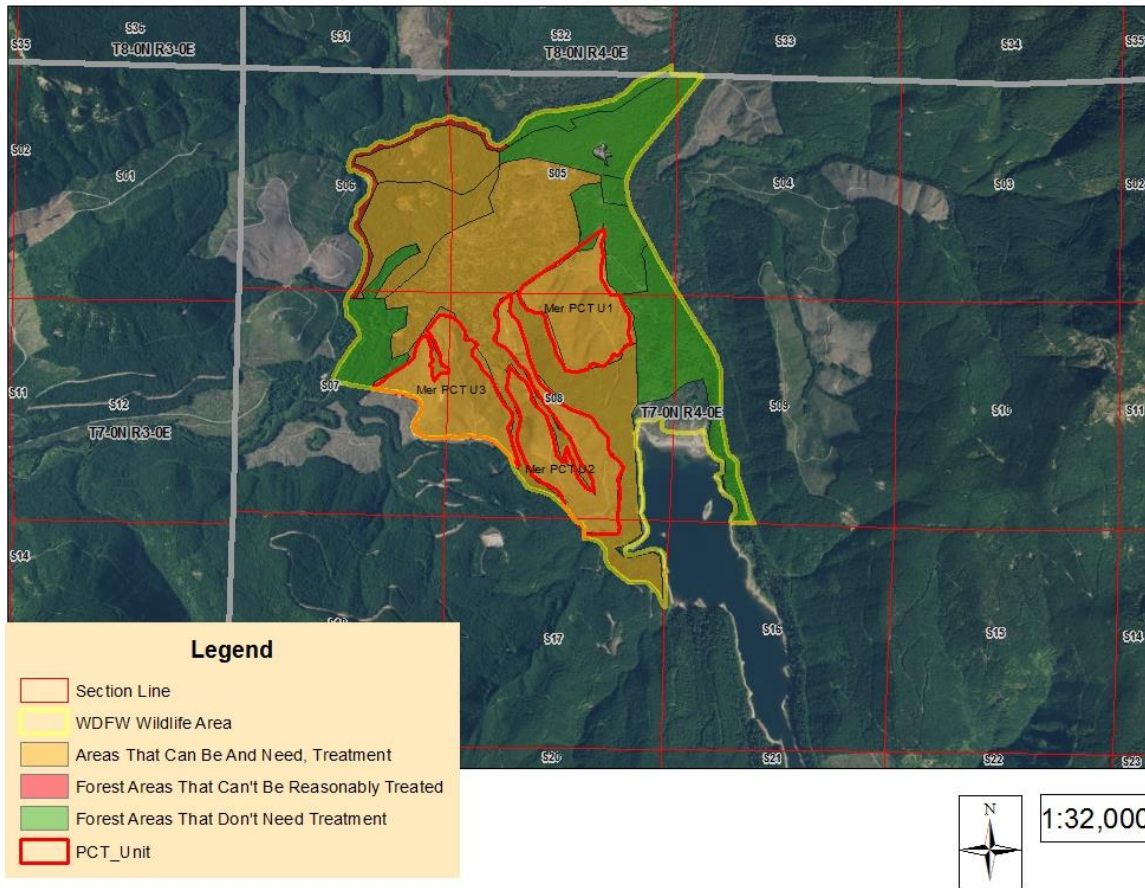 S36
S31
S32
S33
S34
S35
S35
T8-0N R3-0E
T8-0N R4-0E
S02
S01
S06
S05
S04
S03
S02
Mer PCT U1
S11
S12
S07
Mer PCT U3
S08
T7-0N R4-0E
S09
S10
S11
T7-0N R3-0E
Mer PCT U2
S14
S17
S16
S15
S14
S20
S21
S22
S23
Legend
Section Line
WDFW Wildlife Area
Areas That Can Be And Need, Treatment
Forest Areas That Can't Be Reasonably Treated
Forest Areas That Don't Need Treatment
PCT_Unit
N
1:32,000